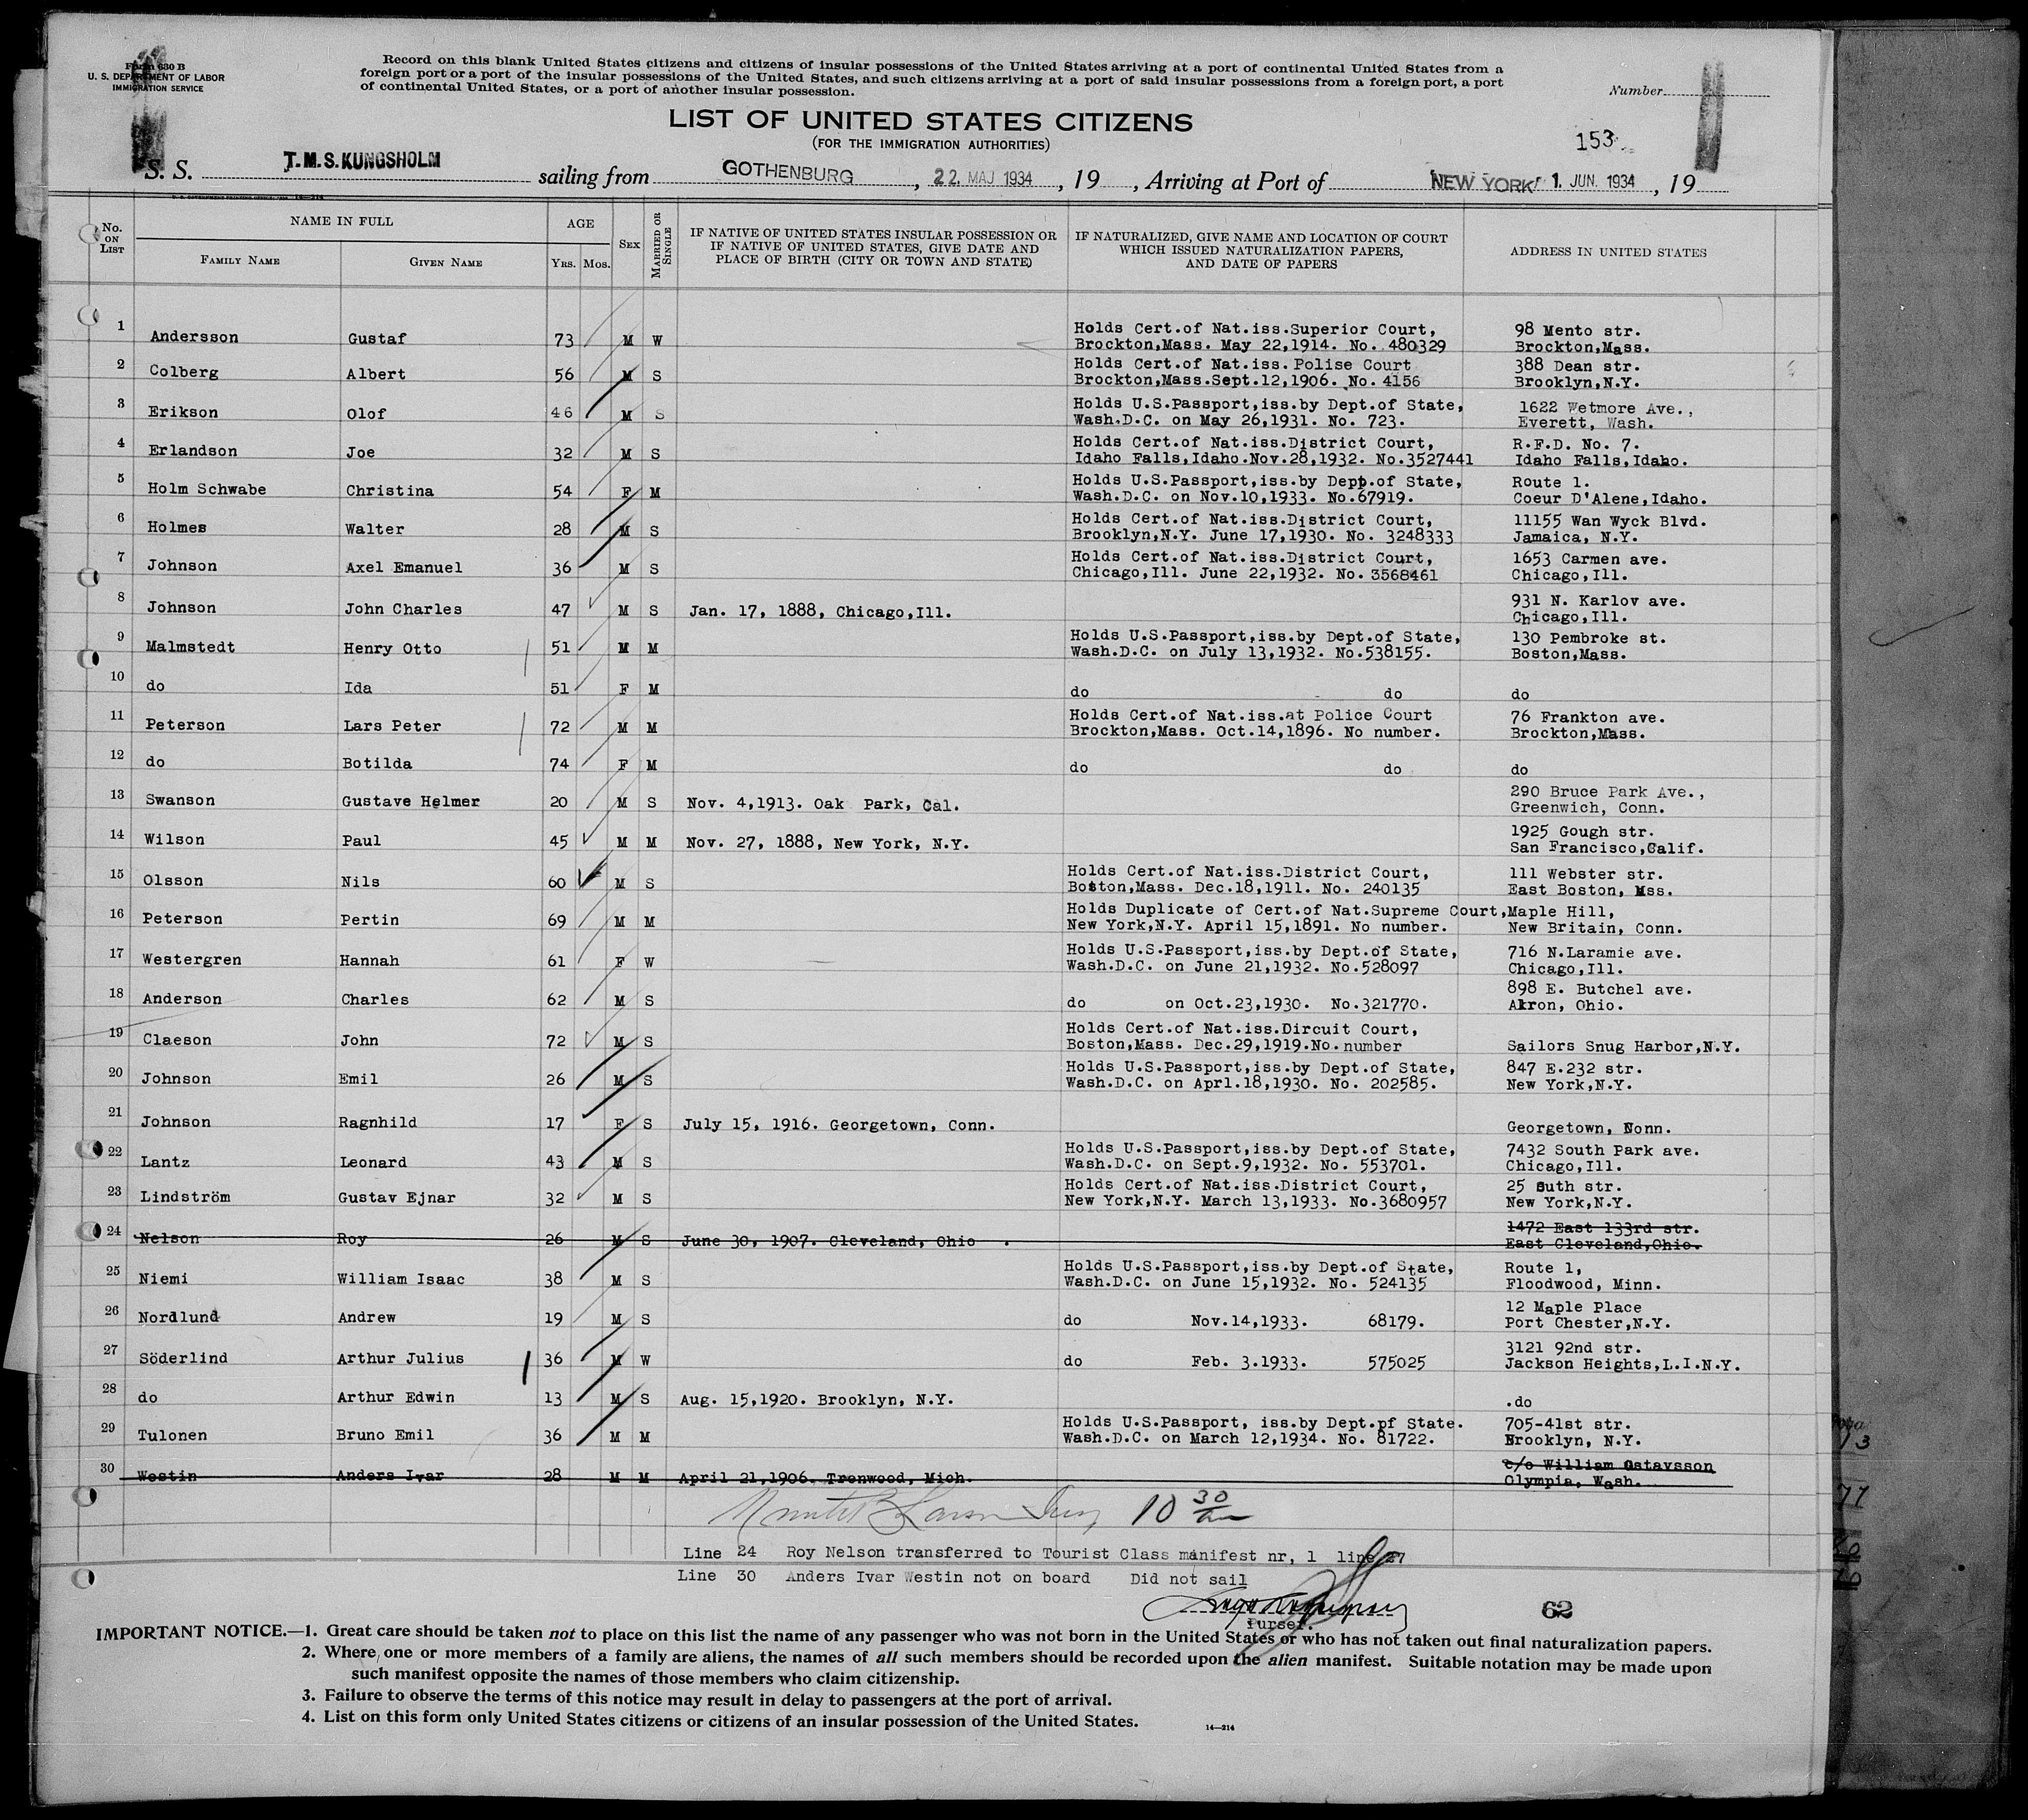 Form 630 B
U. S. DEPARTMENT OF LABOR
IMMIGRATION SERVICE
Record on this blank United States citizens and citizens of insular possessions of the United States arriving at a port of continental United States from a
foreign port or a port of the insular possessions of the United States, and such citizens arriving at a port of said insular possessions from a foreign port, a port
of continental United States, or a port of another insular possession.
Number
LIST OF UNITED STATES CITIZENS
(FOR THE IMMIGRATION AUTHORITIES)
153
S. S. T.M.S. KUNGSHOLM sailing from GOTHENBURG, 22. MAJ 1934, 19 , Arriving at Port of NEW YORK 1. JUN. 1934, 19
No. ON LIST NAME IN FULL AGE SEX MARRIED OR SINGLE IF NATIVE OF UNITED STATES INSULAR POSSESSION OR IF NATIVE OF UNITED STATES, GIVE DATE AND PLACE OF BIRTH (CITY OR TOWN AND STATE) IF NATURALIZED, GIVE NAME AND LOCATION OF COURT WHICH ISSUED NATURALIZATION PAPERS, AND DATE OF PAPERS ADDRESS IN UNITED STATES
FAMILY NAME GIVEN NAME YRS. MOS.
Holds Cert.of Nat.iss.Superior Court, 98 Mento str.
1 Andersson Gustaf 73 M W Brockton,Mass. May 22,1914. No. 480329 Brockton,Mass.
Holds Cert.of Nat.iss. Polise Court 388 Dean str.
2 Colberg Albert 56 M S Brockton,Mass.Sept.12,1906. No. 4156 Brooklyn,N.Y.
Holds U.S.Passport,iss.by Dept.of State, 1622 Wetmore Ave.,
3 Erikson Olof 46 M S Wash.D.C. on May 26,1931. No. 723. Everett, Wash.
Holds Cert.of Nat.iss.District Court, R.F.D. No. 7.
4 Erlandson Joe 32 M S Idaho Falls,Idaho.Nov.28,1932. No.3527441 Idaho Falls,Idaho.
Holds U.S.Passport,iss.by Dept.of State, Route 1.
5 Holm Schwabe Christina 54 F M Wash.D.C. on Nov.10,1933. No.67919. Coeur D'Alene,Idaho.
Holds Cert.of Nat.iss.District Court, 11155 Wan Wyck Blvd.
6 Holmes Walter 28 M S Brooklyn,N.Y. June 17,1930. No. 3248333 Jamaica, N.Y.
Holds Cert.of Nat.iss.District Court, 1653 Carmen ave.
7 Johnson Axel Emanuel 36 M S Chicago,Ill. June 22,1932. No. 3568461 Chicago,Ill.
931 N. Karlov ave.
8 Johnson John Charles 47 M S Jan. 17, 1888, Chicago,Ill. Chicago,Ill.
Holds U.S.Passport,iss.by Dept.of State, 130 Pembroke st.
9 Malmstedt Henry Otto 51 M M Wash.D.C. on July 13,1932. No.538155. Boston,Mass.
10 do Ida 51 F M do do do
Holds Cert.of Nat.iss.at Police Court 76 Frankton ave.
11 Peterson Lars Peter 72 M M Brockton,Mass. Oct.14,1896. No number. Brockton,Mass.
12 do Botilda 74 F M do do do
290 Bruce Park Ave.,
13 Swanson Gustave Helmer 20 M S Nov. 4,1913. Oak Park, Cal. Greenwich, Conn.
1925 Gough str.
14 Wilson Paul 45 M M Nov. 27, 1888, New York, N.Y. San Francisco,Calif.
Holds Cert.of Nat.iss.District Court, 111 Webster str.
15 Olsson Nils 60 M S Boston,Mass. Dec.18,1911. No. 240135 East Boston, Mss.
Holds Duplicate of Cert.of Nat.Supreme Court, Maple Hill,
16 Peterson Pertin 69 M M New York,N.Y. April 15,1891. No number. New Britain, Conn.
Holds U.S.Passport,iss.by Dept.of State, 716 N.Laramie ave.
17 Westergren Hannah 61 F W Wash.D.C. on June 21,1932. No.528097 Chicago,Ill.
898 E. Butchel ave.
18 Anderson Charles 62 M S do on Oct.23,1930. No.321770. Akron, Ohio.
Holds Cert.of Nat.iss.Dircuit Court,
19 Claeson John 72 M S Boston,Mass. Dec.29,1919.No.number Sailors Snug Harbor,N.Y.
Holds U.S.Passport,iss.by Dept.of State, 847 E.232 str.
20 Johnson Emil 26 M S Wash.D.C. on Aprl.18,1930. No. 202585. New York,N.Y.
21 Johnson Ragnhild 17 F S July 15, 1916. Georgetown, Conn. Georgetown, Nonn.
Holds U.S.Passport,iss.by Dept.of State, 7432 South Park ave.
22 Lantz Leonard 43 M S Wash.D.C. on Sept.9,1932. No. 553701. Chicago,Ill.
Holds Cert.of Nat.iss.District Court, 25 Suth str.
23 Lindström Gustav Ejnar 32 M S New York,N.Y. March 13,1933. No.3680957 New York,N.Y.
1472 East 133rd str.
24 Nelson Roy 26 M S June 30, 1907. Cleveland, Ohio . East Cleveland,Ohio.
Holds U.S.Passport,iss.by Dept.of State, Route 1,
25 Niemi William Isaac 38 M S Wash.D.C. on June 15,1932. No. 524135 Floodwood, Minn.
12 Maple Place
26 Nordlund Andrew 19 M S do Nov.14,1933. 68179. Port Chester,N.Y.
3121 92nd str.
27 Söderlind Arthur Julius 36 M W do Feb. 3.1933. 575025 Jackson Heights,L.I.N.Y.
28 do Arthur Edwin 13 M S Aug. 15,1920. Brooklyn, N.Y. .do
Holds U.S.Passport, iss.by Dept.pf State. 705-41st str.
29 Tulonen Bruno Emil 36 M M Wash.D.C. on March 12,1934. No. 81722. Brooklyn, N.Y.
c/o William Gstavsson
30 Westin Anders Ivar 28 M M April 21,1906. Trenwood, Mich. Olympia, Wash.
10 30
Line 24 Roy Nelson transferred to Tourist Class manifest nr, 1 line 27
Line 30 Anders Ivar Westin not on board Did not sail
Purser.
62
IMPORTANT NOTICE.—1. Great care should be taken not to place on this list the name of any passenger who was not born in the United States or who has not taken out final naturalization papers.
2. Where one or more members of a family are aliens, the names of all such members should be recorded upon the alien manifest. Suitable notation may be made upon
such manifest opposite the names of those members who claim citizenship.
3. Failure to observe the terms of this notice may result in delay to passengers at the port of arrival.
4. List on this form only United States citizens or citizens of an insular possession of the United States.
14—214